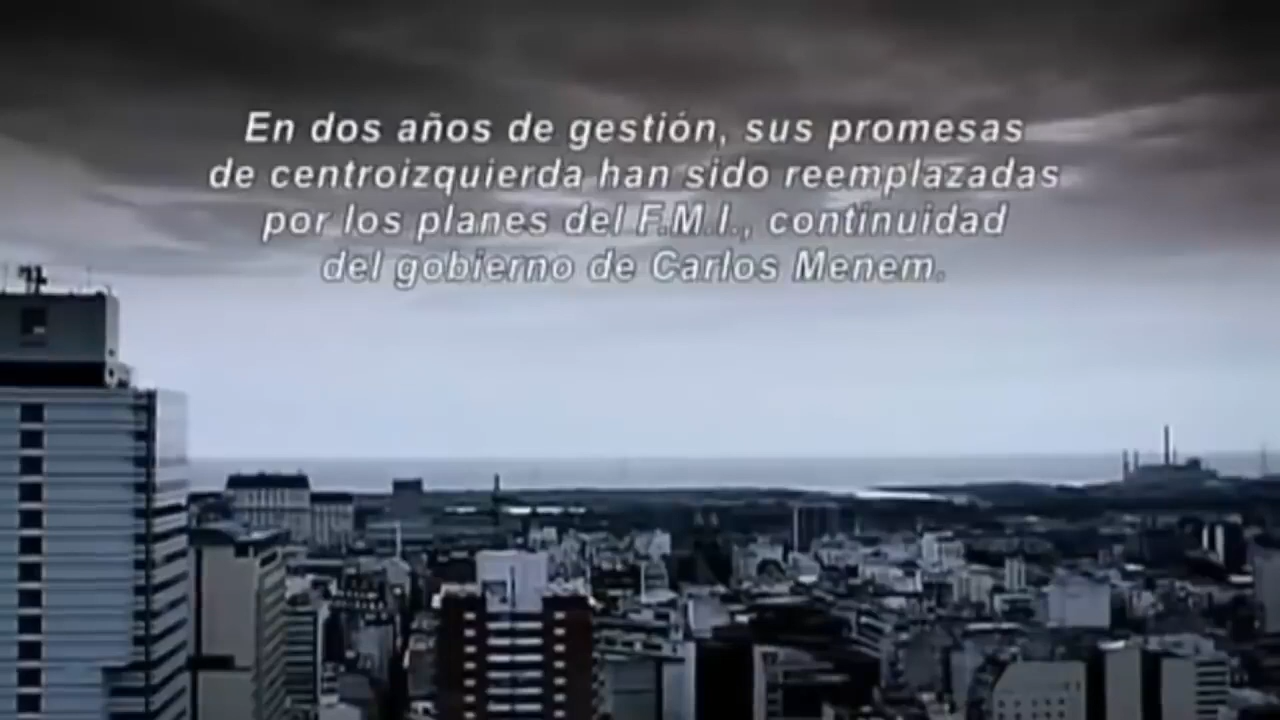 En dos años de gestión, sus promesas
de centroizquierda han sido reemplazadas
por los planes del F.M.I., continuidad
del gobierno de Carlos Menem.